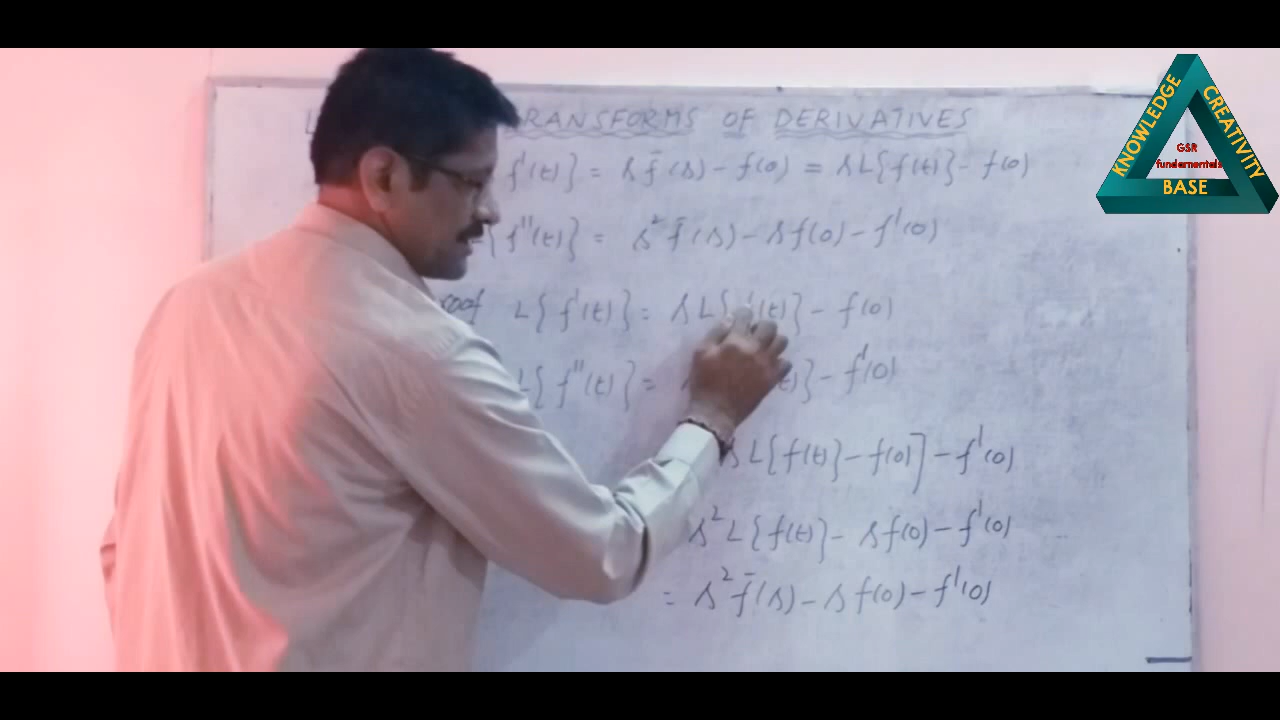 TRANSFORMS OF DERIVATIVES
f'(t)} = s f̄(s) - f(0) = s L{f(t)} - f(0)
{f''(t)} = s² f̄(s) - s f(0) - f'(0)
L{f'(t)} = s L{f(t)} - f(0)
L{f''(t)} = t)} - f'(0)
s L{f(t)} - f(0)] - f'(0)
s² L{f(t)} - s f(0) - f'(0)
= s² f̄(s) - s f(0) - f'(0)
KNOWLEDGE
CREATIVITY
GSR
fundamentals
BASE